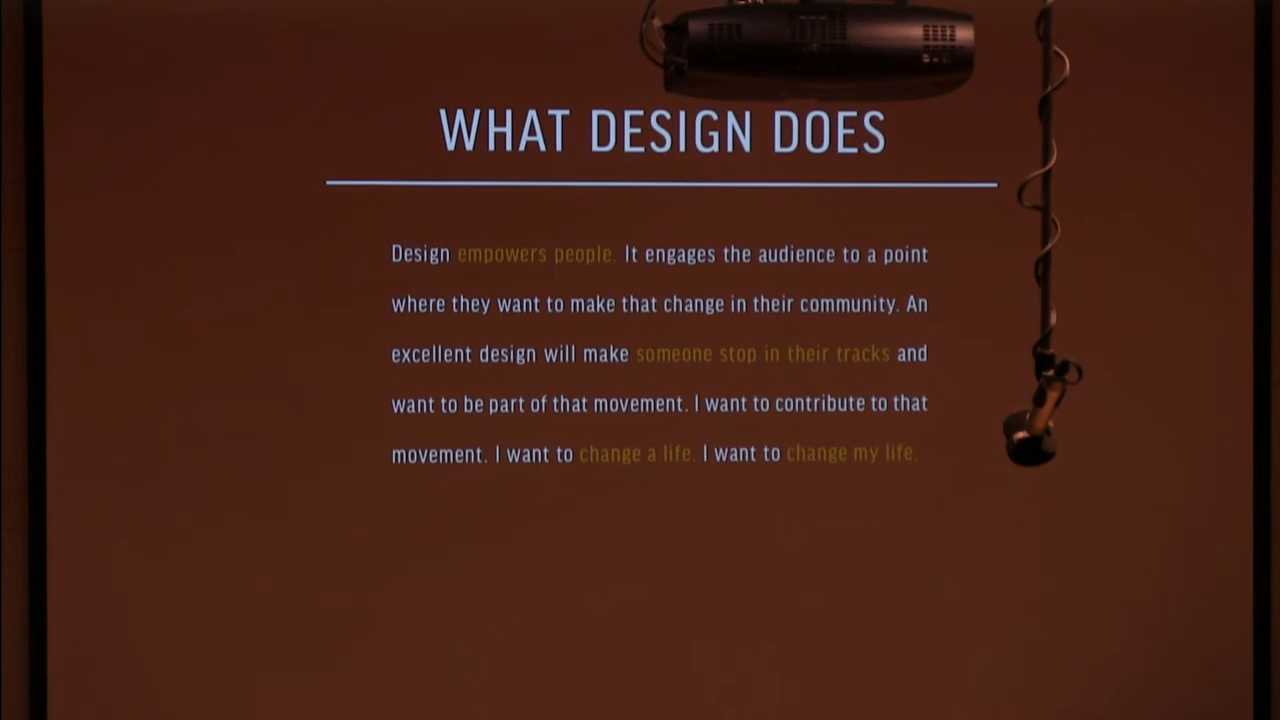 WHAT DESIGN DOES
Design empowers people. It engages the audience to a point
where they want to make that change in their community. An
excellent design will make someone stop in their tracks and
want to be part of that movement. I want to contribute to that
movement. I want to change a life. I want to change my life.